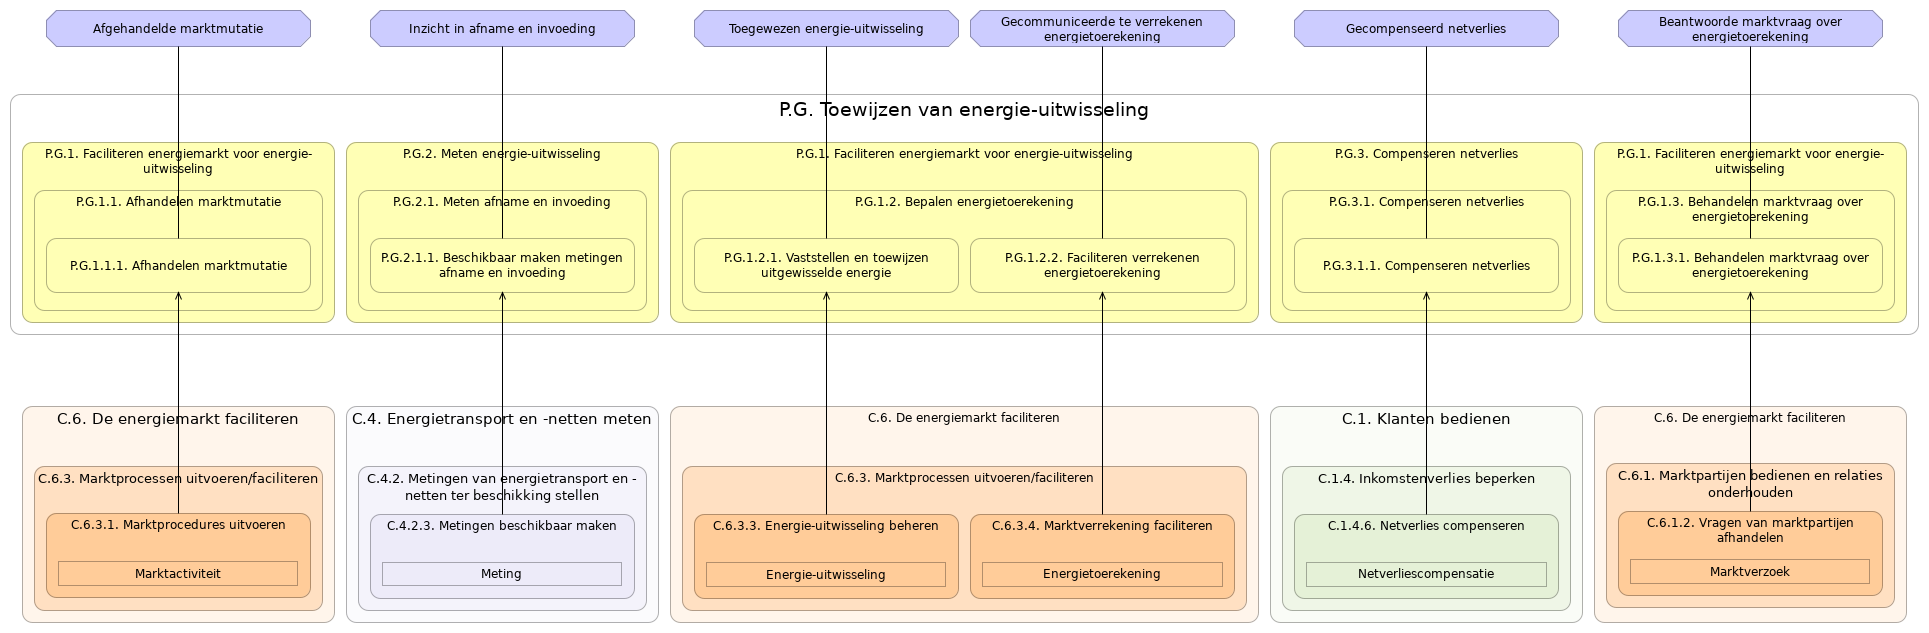 Afgehandelde marktmutatie
Inzicht in afname en invoeding
Toegewezen energie-uitwisseling
Gecommuniceerde te verrekenen
energietoerekening
Gecompenseerd netverlies
Beantwoorde marktvraag over
energietoerekening
P.G. Toewijzen van energie-uitwisseling
P.G.1. Faciliteren energiemarkt voor energie-
uitwisseling
P.G.1.1. Afhandelen marktmutatie
P.G.1.1.1. Afhandelen marktmutatie
P.G.2. Meten energie-uitwisseling
P.G.2.1. Meten afname en invoeding
P.G.2.1.1. Beschikbaar maken metingen
afname en invoeding
P.G.1. Faciliteren energiemarkt voor energie-uitwisseling
P.G.1.2. Bepalen energietoerekening
P.G.1.2.1. Vaststellen en toewijzen
uitgewisselde energie
P.G.1.2.2. Faciliteren verrekenen
energietoerekening
P.G.3. Compenseren netverlies
P.G.3.1. Compenseren netverlies
P.G.3.1.1. Compenseren netverlies
P.G.1. Faciliteren energiemarkt voor energie-
uitwisseling
P.G.1.3. Behandelen marktvraag over
energietoerekening
P.G.1.3.1. Behandelen marktvraag over
energietoerekening
C.6. De energiemarkt faciliteren
C.6.3. Marktprocessen uitvoeren/faciliteren
C.6.3.1. Marktprocedures uitvoeren
Marktactiviteit
C.4. Energietransport en -netten meten
C.4.2. Metingen van energietransport en -
netten ter beschikking stellen
C.4.2.3. Metingen beschikbaar maken
Meting
C.6. De energiemarkt faciliteren
C.6.3. Marktprocessen uitvoeren/faciliteren
C.6.3.3. Energie-uitwisseling beheren
Energie-uitwisseling
C.6.3.4. Marktverrekening faciliteren
Energietoerekening
C.1. Klanten bedienen
C.1.4. Inkomstenverlies beperken
C.1.4.6. Netverlies compenseren
Netverliescompensatie
C.6. De energiemarkt faciliteren
C.6.1. Marktpartijen bedienen en relaties
onderhouden
C.6.1.2. Vragen van marktpartijen
afhandelen
Marktverzoek